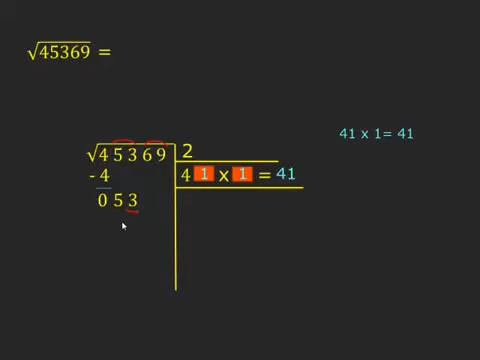 √45369 =
41 x 1= 41
√4 5 3 6 9 2
- 4 4 1 x 1 = 41
0 5 3